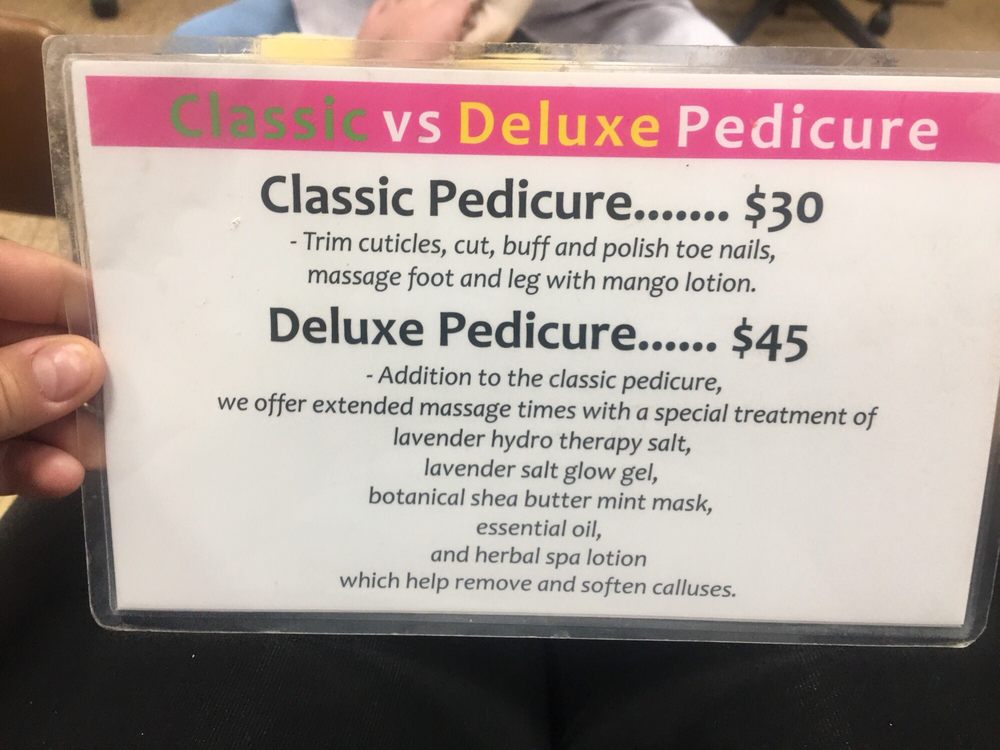 Classic vs Deluxe Pedicure
Classic Pedicure....... $30
- Trim cuticles, cut, buff and polish toe nails,
massage foot and leg with mango lotion.
Deluxe Pedicure...... $45
- Addition to the classic pedicure,
we offer extended massage times with a special treatment of
lavender hydro therapy salt,
lavender salt glow gel,
botanical shea butter mint mask,
essential oil,
and herbal spa lotion
which help remove and soften calluses.